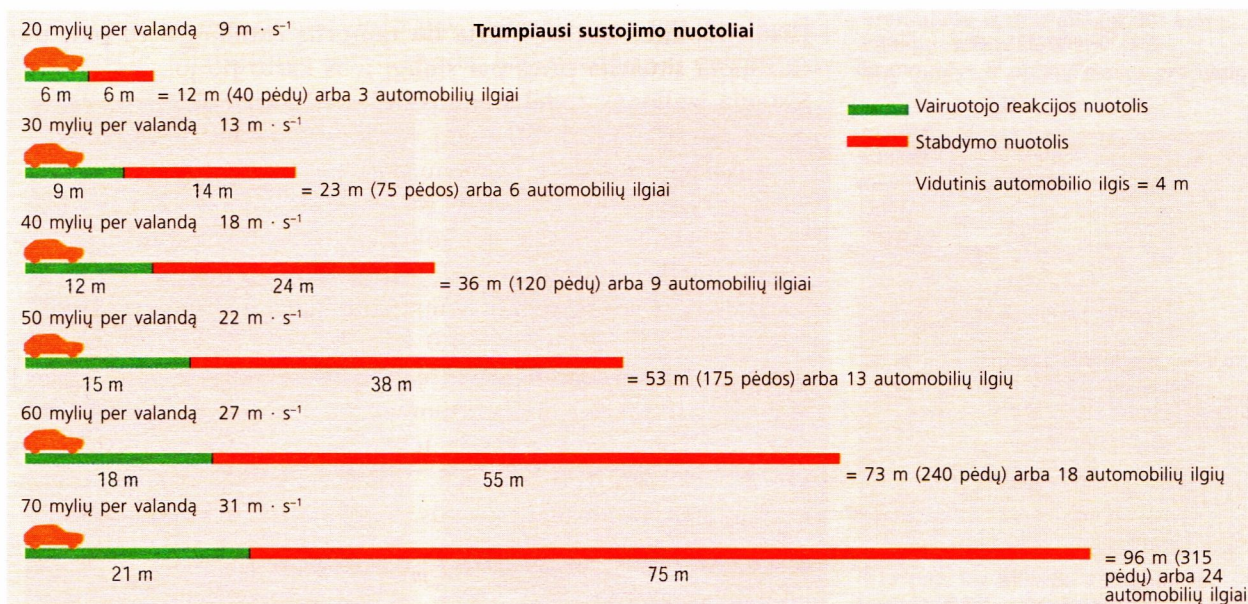 20 mylių per valandą 9 m · s⁻¹
Trumpiausi sustojimo nuotoliai
6 m 6 m = 12 m (40 pėdų) arba 3 automobilių ilgiai
Vairuotojo reakcijos nuotolis
Stabdymo nuotolis
Vidutinis automobilio ilgis = 4 m
30 mylių per valandą 13 m · s⁻¹
9 m 14 m = 23 m (75 pėdos) arba 6 automobilių ilgiai
40 mylių per valandą 18 m · s⁻¹
12 m 24 m = 36 m (120 pėdų) arba 9 automobilių ilgiai
50 mylių per valandą 22 m · s⁻¹
15 m 38 m = 53 m (175 pėdos) arba 13 automobilių ilgių
60 mylių per valandą 27 m · s⁻¹
18 m 55 m = 73 m (240 pėdų) arba 18 automobilių ilgių
70 mylių per valandą 31 m · s⁻¹
21 m 75 m = 96 m (315
pėdų) arba 24
automobilių ilgiai